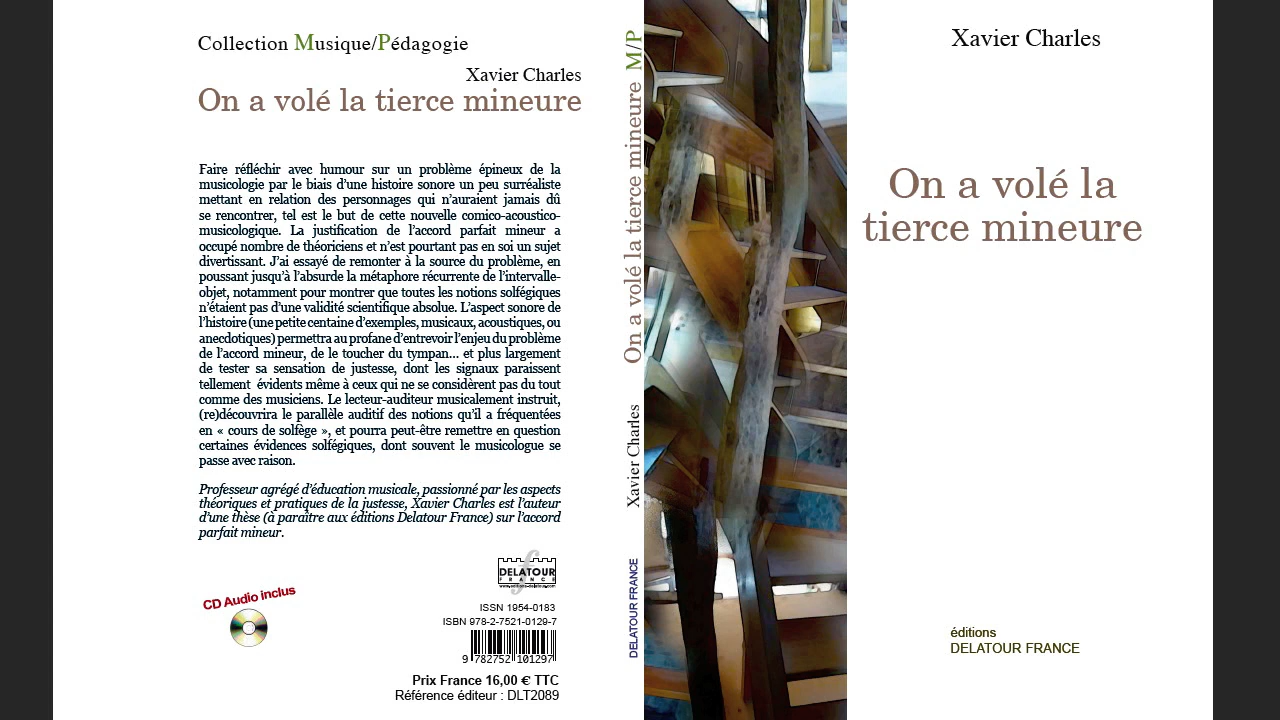 Collection Musique/Pédagogie
Xavier Charles
On a volé la tierce mineure
Faire réfléchir avec humour sur un problème épineux de la
musicologie par le biais d'une histoire sonore un peu surréaliste
mettant en relation des personnages qui n'auraient jamais dû
se rencontrer, tel est le but de cette nouvelle comico-acoustico-
musicologique. La justification de l'accord parfait mineur a
occupé nombre de théoriciens et n'est pourtant pas en soi un sujet
divertissant. J'ai essayé de remonter à la source du problème, en
poussant jusqu'à l'absurde la métaphore récurrente de l'intervalle-
objet, notamment pour montrer que toutes les notions solfégiques
n'étaient pas d'une validité scientifique absolue. L'aspect sonore de
l'histoire (une petite centaine d'exemples, musicaux, acoustiques, ou
anecdotiques) permettra au profane d'entrevoir l'enjeu du problème
de l'accord mineur, de le toucher du tympan... et plus largement
de tester sa sensation de justesse, dont les signaux paraissent
tellement évidents même à ceux qui ne se considèrent pas du tout
comme des musiciens. Le lecteur-auditeur musicalement instruit,
(re)découvrira le parallèle auditif des notions qu'il a fréquentées
en « cours de solfège », et pourra peut-être remettre en question
certaines évidences solfégiques, dont souvent le musicologue se
passe avec raison.
Professeur agrégé d'éducation musicale, passionné par les aspects
théoriques et pratiques de la justesse, Xavier Charles est l'auteur
d'une thèse (à paraître aux éditions Delatour France) sur l'accord
parfait mineur.
CD Audio inclus
DELATOUR
FRANCE
www.editions-delatour.com
ISSN 1954-0183
ISBN 978-2-7521-0129-7
9 782752 101297
Prix France 16,00 € TTC
Référence éditeur : DLT2089
M/P
On a volé la tierce mineure
Xavier Charles
DELATOUR FRANCE
Xavier Charles
On a volé la
tierce mineure
éditions
DELATOUR FRANCE